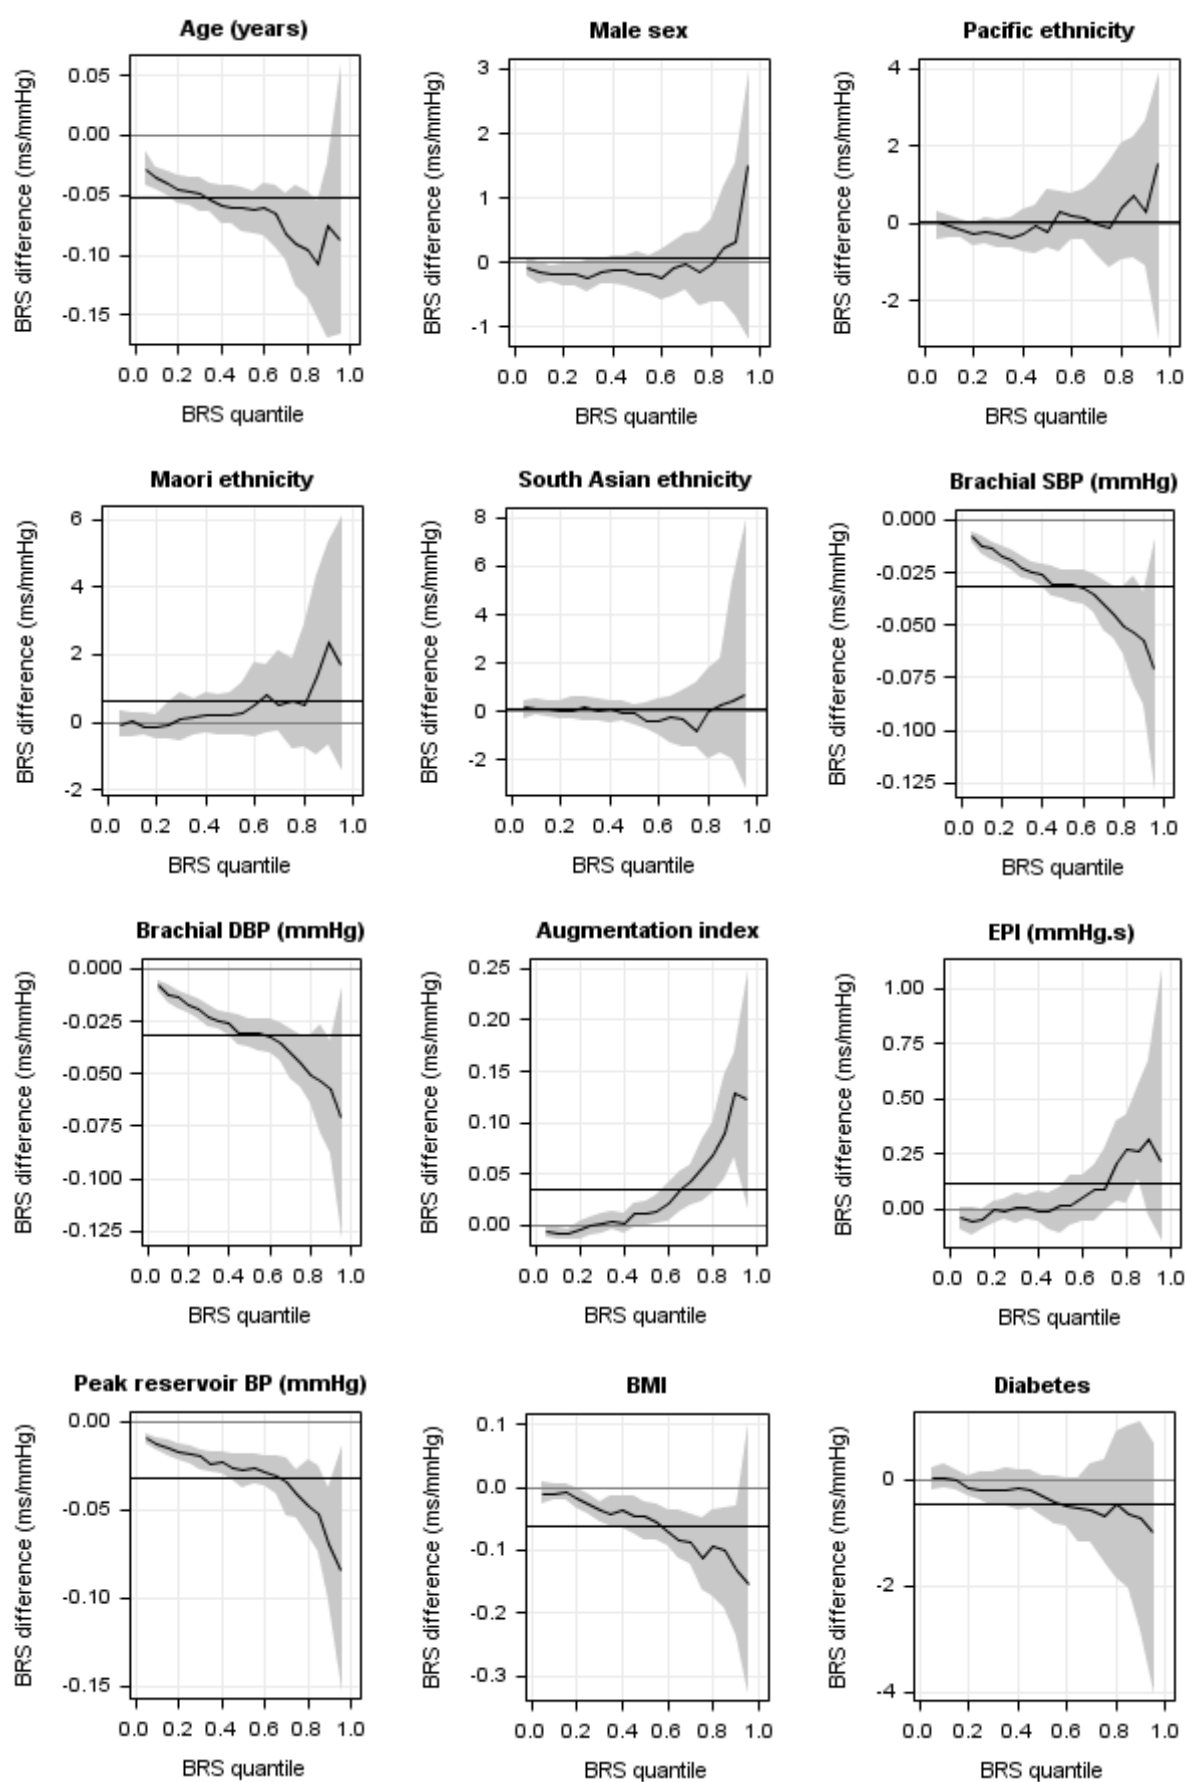 Age (years)
BRS difference (ms/mmHg)
0.05
0.00
-0.05
-0.10
-0.15
0.0 0.2 0.4 0.6 0.8 1.0
BRS quantile
Male sex
BRS difference (ms/mmHg)
3
2
1
0
-1
0.0 0.2 0.4 0.6 0.8 1.0
BRS quantile
Pacific ethnicity
BRS difference (ms/mmHg)
4
2
0
-2
0.0 0.2 0.4 0.6 0.8 1.0
BRS quantile
Maori ethnicity
BRS difference (ms/mmHg)
6
4
2
0
-2
0.0 0.2 0.4 0.6 0.8 1.0
BRS quantile
South Asian ethnicity
BRS difference (ms/mmHg)
8
6
4
2
0
-2
0.0 0.2 0.4 0.6 0.8 1.0
BRS quantile
Brachial SBP (mmHg)
BRS difference (ms/mmHg)
0.000
-0.025
-0.050
-0.075
-0.100
-0.125
0.0 0.2 0.4 0.6 0.8 1.0
BRS quantile
Brachial DBP (mmHg)
BRS difference (ms/mmHg)
0.000
-0.025
-0.050
-0.075
-0.100
-0.125
0.0 0.2 0.4 0.6 0.8 1.0
BRS quantile
Augmentation index
BRS difference (ms/mmHg)
0.25
0.20
0.15
0.10
0.05
0.00
0.0 0.2 0.4 0.6 0.8 1.0
BRS quantile
EPI (mmHg.s)
BRS difference (ms/mmHg)
1.00
0.75
0.50
0.25
0.00
0.0 0.2 0.4 0.6 0.8 1.0
BRS quantile
Peak reservoir BP (mmHg)
BRS difference (ms/mmHg)
0.00
-0.05
-0.10
-0.15
0.0 0.2 0.4 0.6 0.8 1.0
BRS quantile
BMI
BRS difference (ms/mmHg)
0.1
0.0
-0.1
-0.2
-0.3
0.0 0.2 0.4 0.6 0.8 1.0
BRS quantile
Diabetes
BRS difference (ms/mmHg)
0
-2
-4
0.0 0.2 0.4 0.6 0.8 1.0
BRS quantile